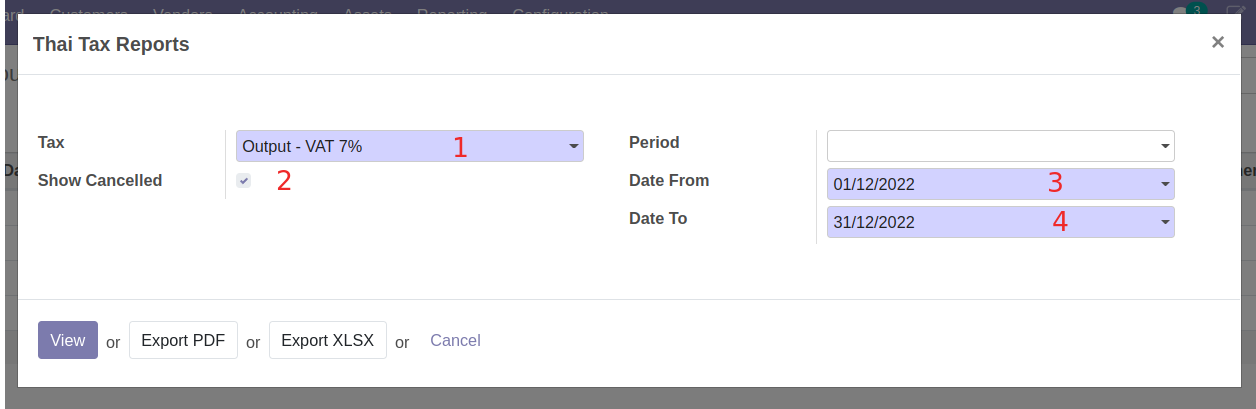 Customers Vendors Accounting Assets Reporting Configuration 3
Thai Tax Reports ×
Tax Output - VAT 7% 1 Period
Show Cancelled 2 Date From 01/12/2022 3
Date To 31/12/2022 4
View or Export PDF or Export XLSX or Cancel